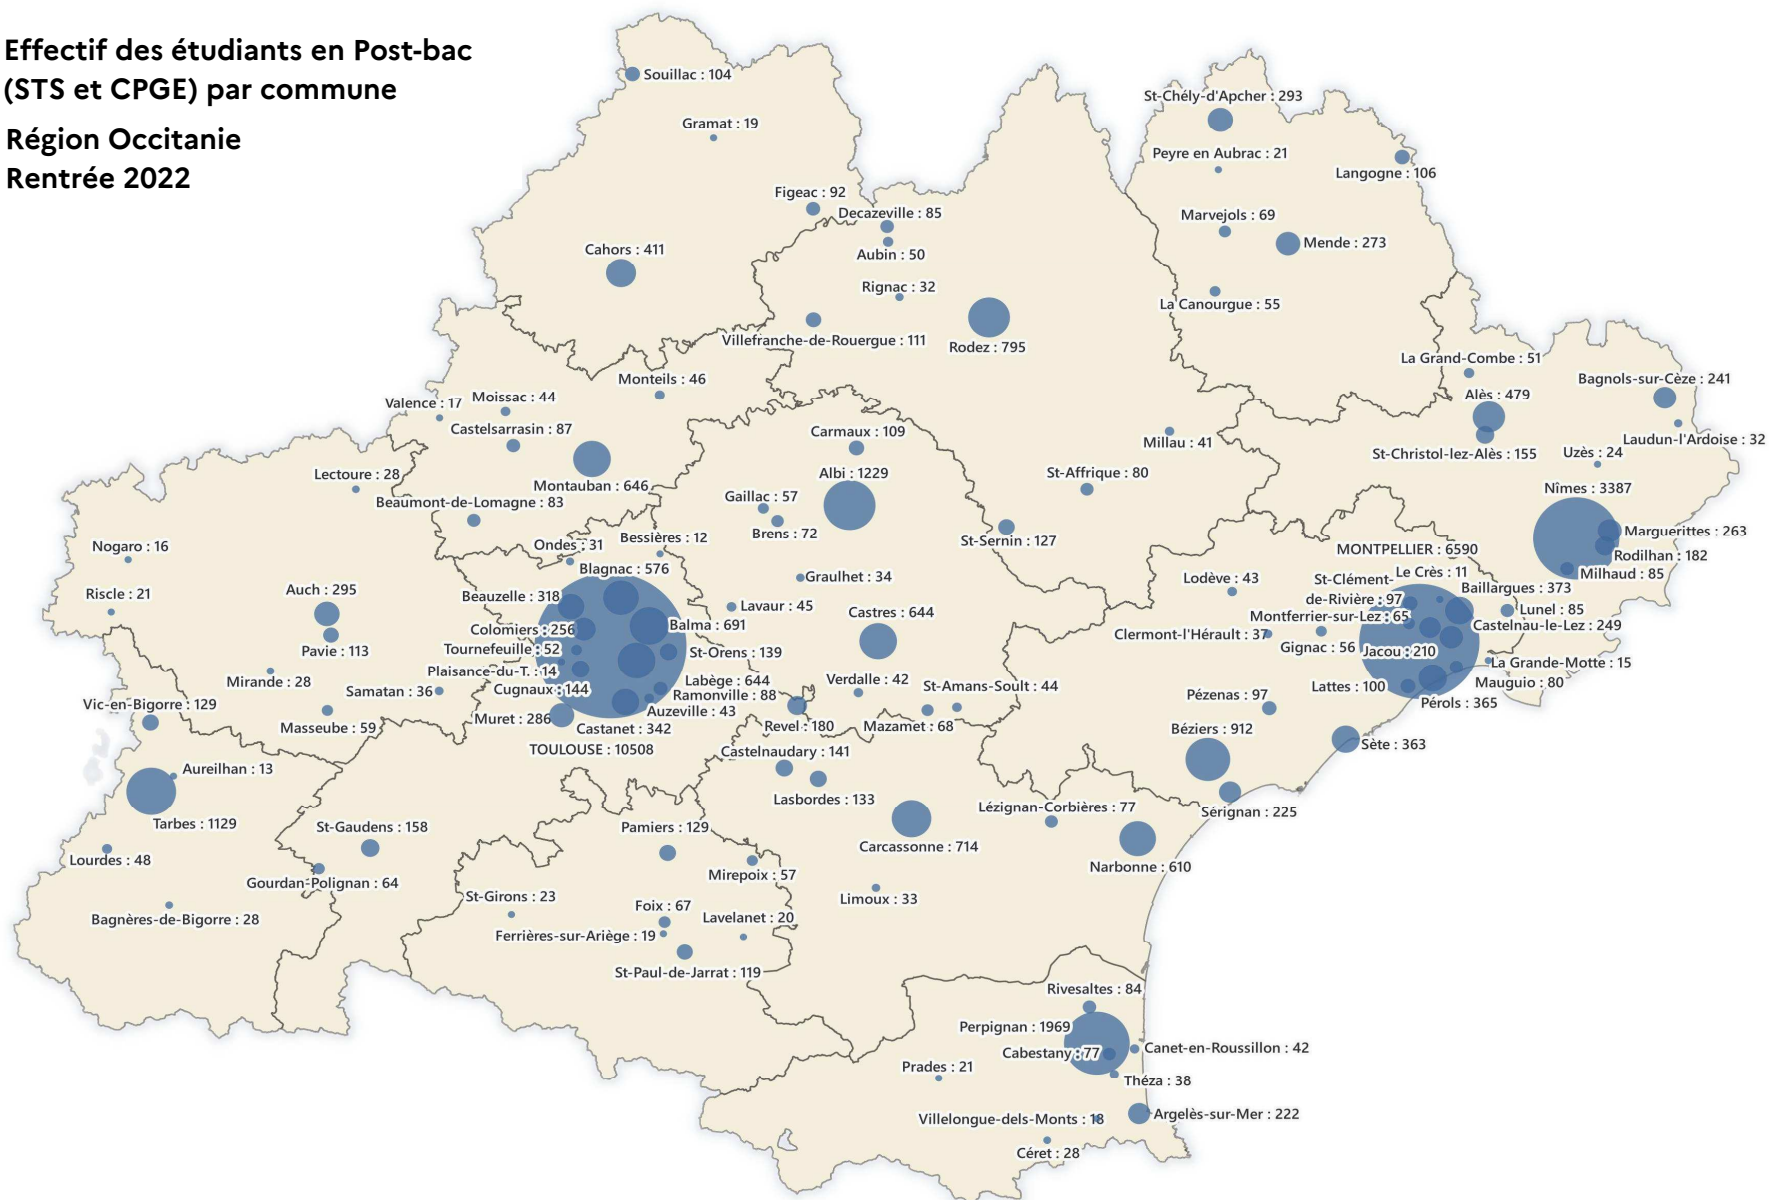 Effectif des étudiants en Post-bac
(STS et CPGE) par commune
Région Occitanie
Rentrée 2022
Souillac : 104
Gramat : 19
Figeac : 92
Cahors : 411
Decazeville : 85
Aubin : 50
Rignac : 32
Villefranche-de-Rouergue : 111
Rodez : 795
Millau : 41
St-Affrique : 80
St-Sernin : 127
St-Chély-d'Apcher : 293
Peyre en Aubrac : 21
Langogne : 106
Marvejols : 69
Mende : 273
La Canourgue : 55
La Grand-Combe : 51
Bagnols-sur-Cèze : 241
Alès : 479
Laudun-l'Ardoise : 32
St-Christol-lez-Alès : 155
Uzès : 24
Nîmes : 3387
Marguerittes : 263
Rodilhan : 182
Milhaud : 85
Monteils : 46
Moissac : 44
Valence : 17
Castelsarrasin : 87
Montauban : 646
Beaumont-de-Lomagne : 83
Lectoure : 28
Nogaro : 16
Riscle : 21
Auch : 295
Pavie : 113
Mirande : 28
Samatan : 36
Masseube : 59
Carmaux : 109
Albi : 1229
Gaillac : 57
Brens : 72
Graulhet : 34
Lavaur : 45
Castres : 644
Verdalle : 42
St-Amans-Soult : 44
Mazamet : 68
Ondes : 31
Bessières : 12
Blagnac : 576
Beauzelle : 318
Colomiers : 256
Balma : 691
Tournefeuille : 52
St-Orens : 139
Plaisance-du-T. : 14
Labège : 644
Cugnaux : 144
Ramonville : 88
Auzeville : 43
Muret : 286
Castanet : 342
TOULOUSE : 10508
Revel : 180
St-Gaudens : 158
Gourdan-Polignan : 64
Vic-en-Bigorre : 129
Aureilhan : 13
Tarbes : 1129
Lourdes : 48
Bagnères-de-Bigorre : 28
Pamiers : 129
Mirepoix : 57
St-Girons : 23
Foix : 67
Lavelanet : 20
Ferrières-sur-Ariège : 19
St-Paul-de-Jarrat : 119
Castelnaudary : 141
Lasbordes : 133
Carcassonne : 714
Limoux : 33
Lézignan-Corbières : 77
Narbonne : 610
MONTPELLIER : 6590
Lodève : 43
St-Clément-
de-Rivière : 97
Le Crès : 11
Baillargues : 373
Montferrier-sur-Lez : 65
Lunel : 85
Castelnau-le-Lez : 249
Clermont-l'Hérault : 37
Gignac : 56
Jacou : 210
La Grande-Motte : 15
Mauguio : 80
Lattes : 100
Pérols : 365
Pézenas : 97
Béziers : 912
Sète : 363
Sérignan : 225
Rivesaltes : 84
Perpignan : 1969
Cabestany : 77
Canet-en-Roussillon : 42
Prades : 21
Théza : 38
Villelongue-dels-Monts : 18
Argelès-sur-Mer : 222
Céret : 28